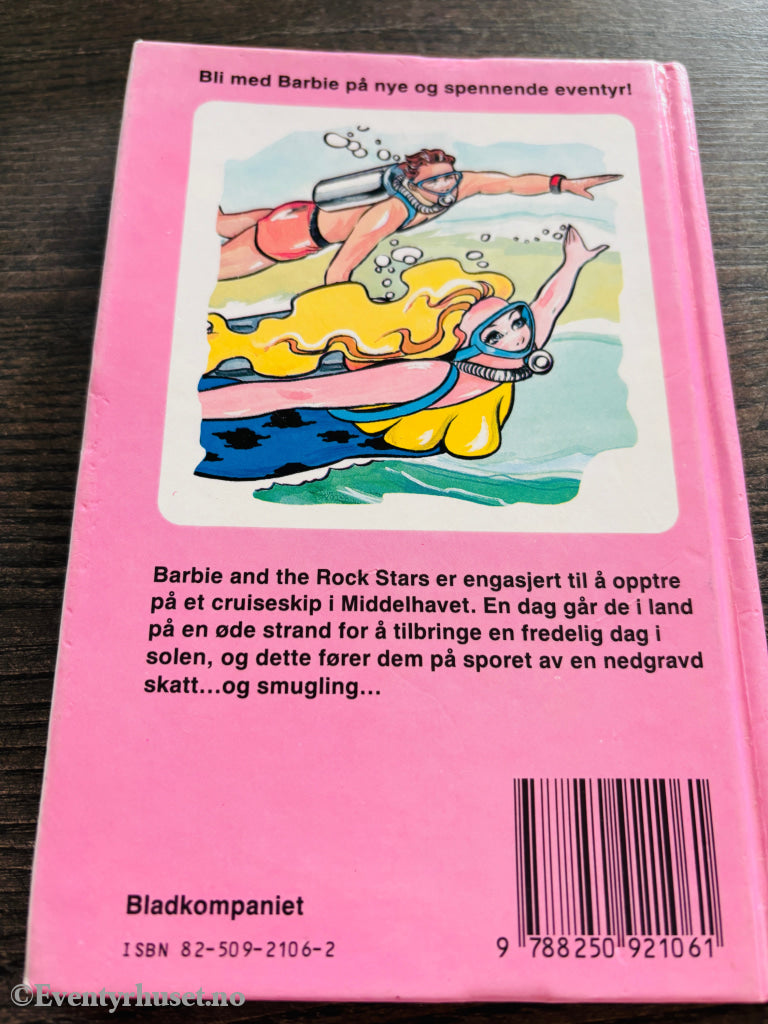 Bli med Barbie på nye og spennende eventyr!
Barbie and the Rock Stars er engasjert til å opptre
på et cruiseskip i Middelhavet. En dag går de i land
på en øde strand for å tilbringe en fredelig dag i
solen, og dette fører dem på sporet av en nedgravd
skatt...og smugling...
Bladkompaniet
ISBN 82-509-2106-2
9 788250 921061
©Eventyrhuset.no